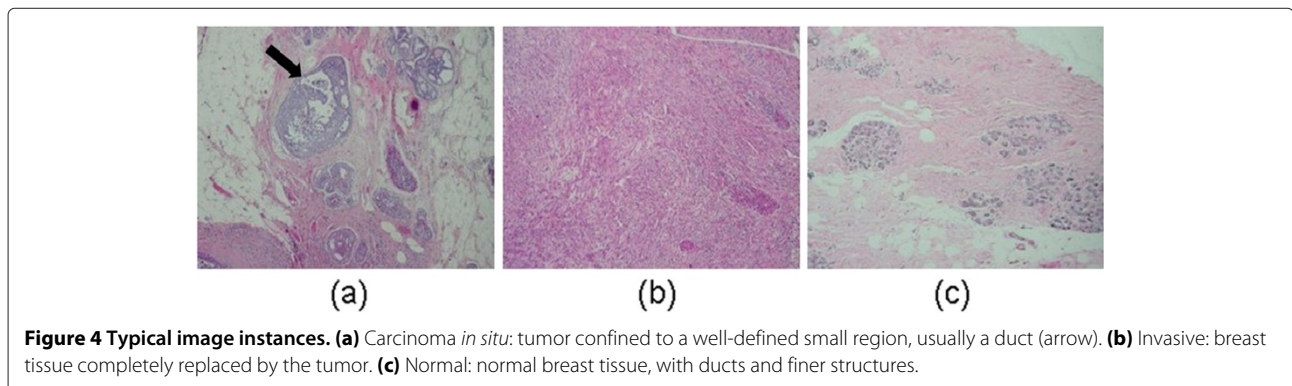 (a) (b) (c)
Figure 4 Typical image instances. (a) Carcinoma in situ: tumor confined to a well-defined small region, usually a duct (arrow). (b) Invasive: breast
tissue completely replaced by the tumor. (c) Normal: normal breast tissue, with ducts and finer structures.